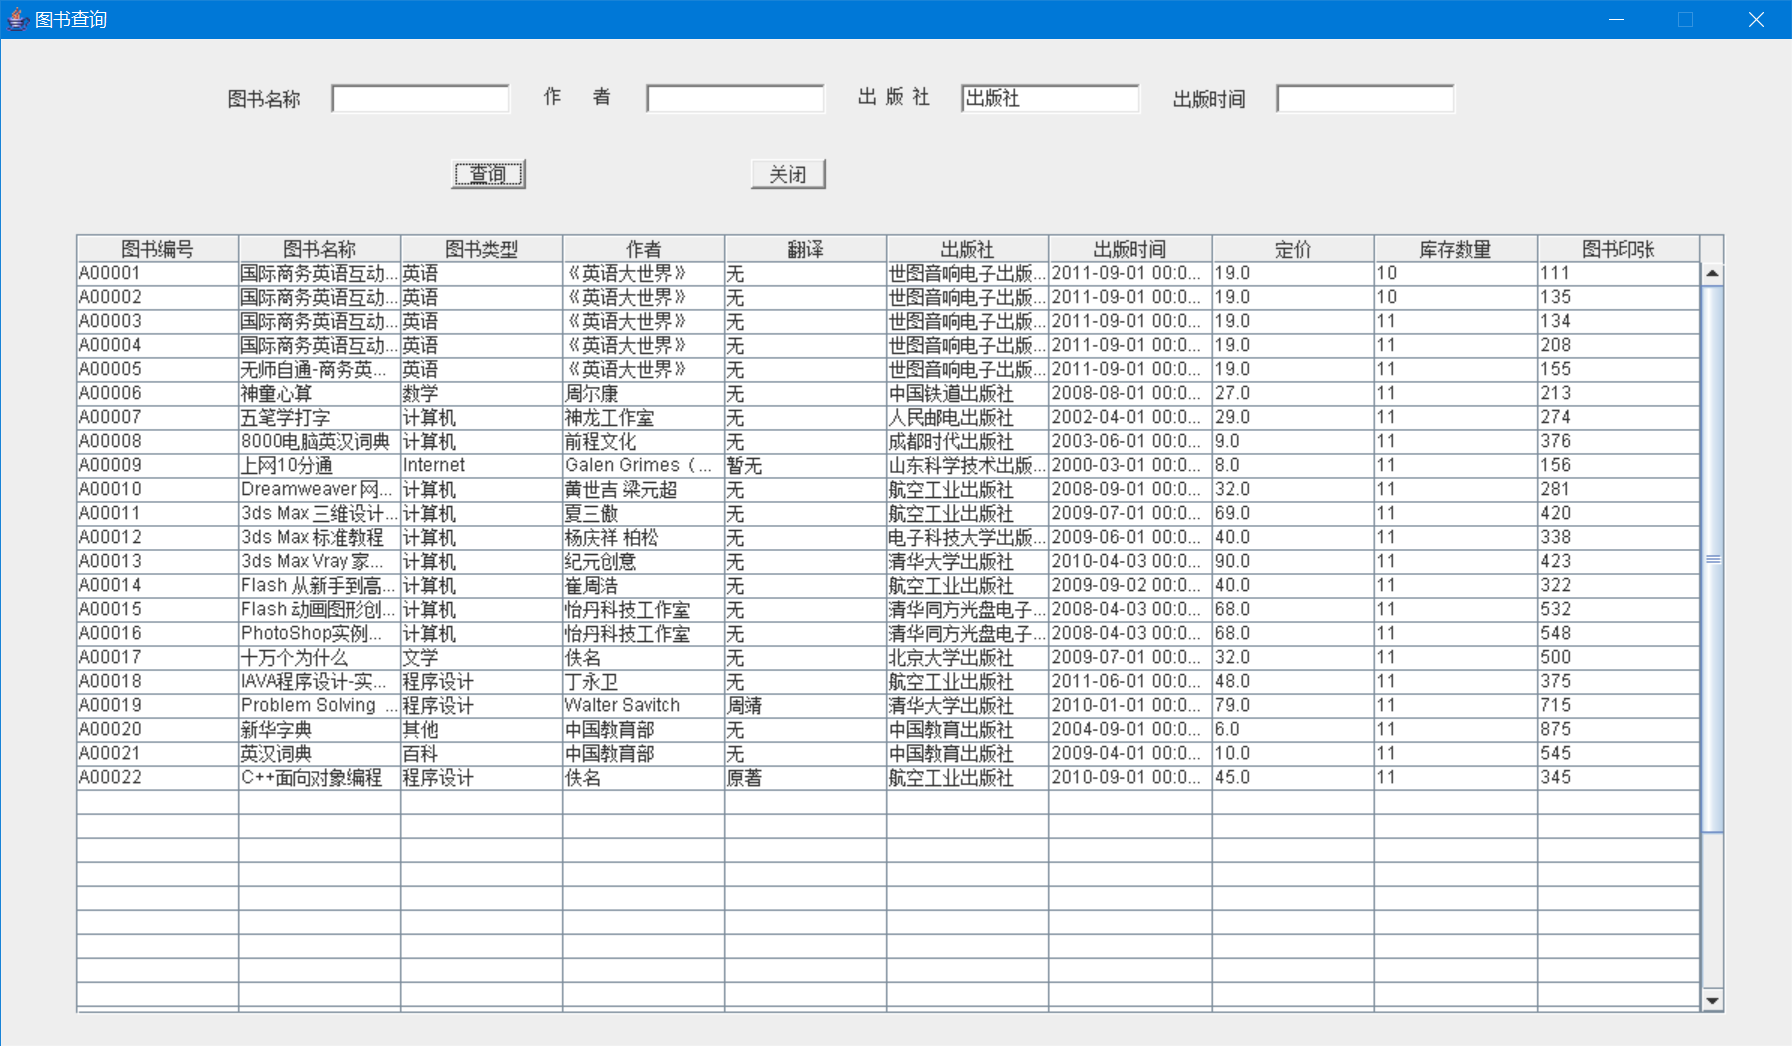 图书查询
图书名称 作 者 出 版 社 出版社 出版时间
查询 关闭
图书编号 图书名称 图书类型 作者 翻译 出版社 出版时间 定价 库存数量 图书印张
A00001 国际商务英语互动... 英语 《英语大世界》 无 世图音响电子出版... 2011-09-01 00:0... 19.0 10 111
A00002 国际商务英语互动... 英语 《英语大世界》 无 世图音响电子出版... 2011-09-01 00:0... 19.0 10 135
A00003 国际商务英语互动... 英语 《英语大世界》 无 世图音响电子出版... 2011-09-01 00:0... 19.0 11 134
A00004 国际商务英语互动... 英语 《英语大世界》 无 世图音响电子出版... 2011-09-01 00:0... 19.0 11 208
A00005 无师自通-商务英... 英语 《英语大世界》 无 世图音响电子出版... 2011-09-01 00:0... 19.0 11 155
A00006 神童心算 数学 周尔康 无 中国铁道出版社 2008-08-01 00:0... 27.0 11 213
A00007 五笔学打字 计算机 神龙工作室 无 人民邮电出版社 2002-04-01 00:0... 29.0 11 274
A00008 8000电脑英汉词典 计算机 前程文化 无 成都时代出版社 2003-06-01 00:0... 9.0 11 376
A00009 上网10分通 Internet Galen Grimes（... 暂无 山东科学技术出版... 2000-03-01 00:0... 8.0 11 156
A00010 Dreamweaver 网... 计算机 黄世吉 梁元超 无 航空工业出版社 2008-09-01 00:0... 32.0 11 281
A00011 3ds Max 三维设计... 计算机 夏三傲 无 航空工业出版社 2009-07-01 00:0... 69.0 11 420
A00012 3ds Max 标准教程 计算机 杨庆祥 柏松 无 电子科技大学出版... 2009-06-01 00:0... 40.0 11 338
A00013 3ds Max Vray 家... 计算机 纪元创意 无 清华大学出版社 2010-04-03 00:0... 90.0 11 423
A00014 Flash 从新手到高... 计算机 崔周浩 无 航空工业出版社 2009-09-02 00:0... 40.0 11 322
A00015 Flash 动画图形创... 计算机 怡丹科技工作室 无 清华同方光盘电子... 2008-04-03 00:0... 68.0 11 532
A00016 PhotoShop实例... 计算机 怡丹科技工作室 无 清华同方光盘电子... 2008-04-03 00:0... 68.0 11 548
A00017 十万个为什么 文学 佚名 无 北京大学出版社 2009-07-01 00:0... 32.0 11 500
A00018 JAVA程序设计-实... 程序设计 丁永卫 无 航空工业出版社 2011-06-01 00:0... 48.0 11 375
A00019 Problem Solving ... 程序设计 Walter Savitch 周靖 清华大学出版社 2010-01-01 00:0... 79.0 11 715
A00020 新华字典 其他 中国教育部 无 中国教育出版社 2004-09-01 00:0... 6.0 11 875
A00021 英汉词典 百科 中国教育部 无 中国教育出版社 2009-04-01 00:0... 10.0 11 545
A00022 C++面向对象编程 程序设计 佚名 原著 航空工业出版社 2010-09-01 00:0... 45.0 11 345